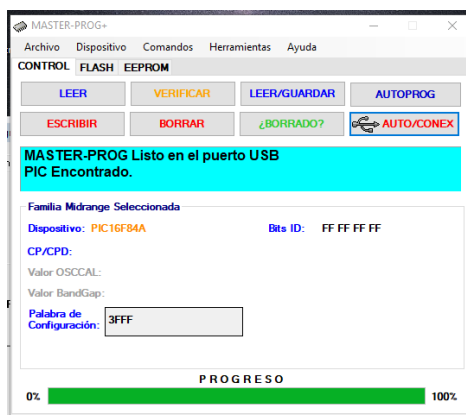 MASTER-PROG+
Archivo Dispositivo Comandos Herramientas Ayuda
CONTROL FLASH EEPROM
LEER VERIFICAR LEER/GUARDAR AUTOPROG
ESCRIBIR BORRAR ¿BORRADO? AUTO/CONEX
MASTER-PROG Listo en el puerto USB
PIC Encontrado.
Familia Midrange Seleccionada
Dispositivo: PIC16F84A Bits ID: FF FF FF FF
CP/CPD:
Valor OSCCAL:
Valor BandGap:
Palabra de
Configuración: 3FFF
PROGRESO
0% 100%